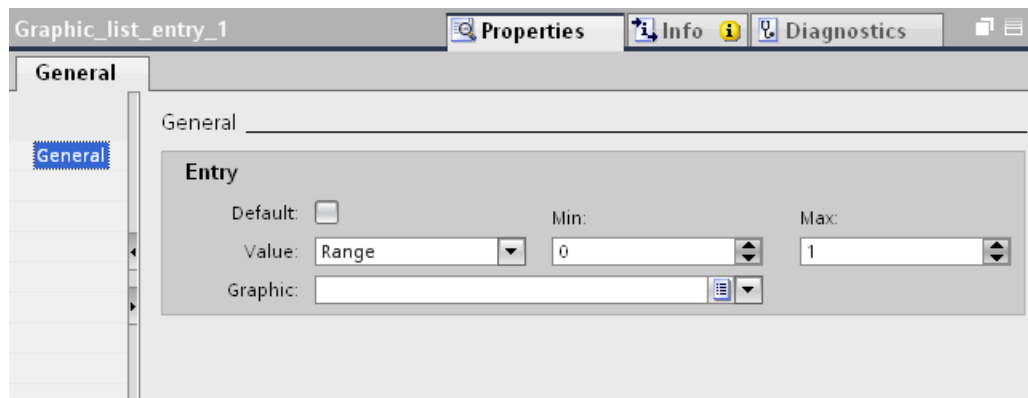 Graphic_list_entry_1 Properties Info Diagnostics
General
General
General
Entry
Default: Min: Max:
Value: Range 0 1
Graphic: